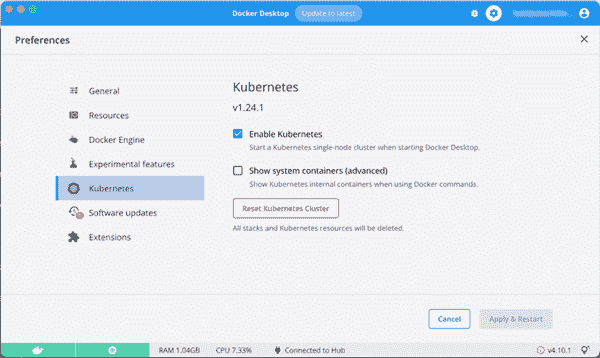 Docker Desktop Update to latest
Preferences
General
Resources
Docker Engine
Experimental features
Kubernetes
Software updates
Extensions
Kubernetes
v1.24.1
Enable Kubernetes
Start a Kubernetes single-node cluster when starting Docker Desktop.
Show system containers (advanced)
Show Kubernetes internal containers when using Docker commands.
Reset Kubernetes Cluster
All stacks and Kubernetes resources will be deleted.
Cancel Apply & Restart
RAM 1.04GB CPU 7.33% Connected to Hub v4.10.1